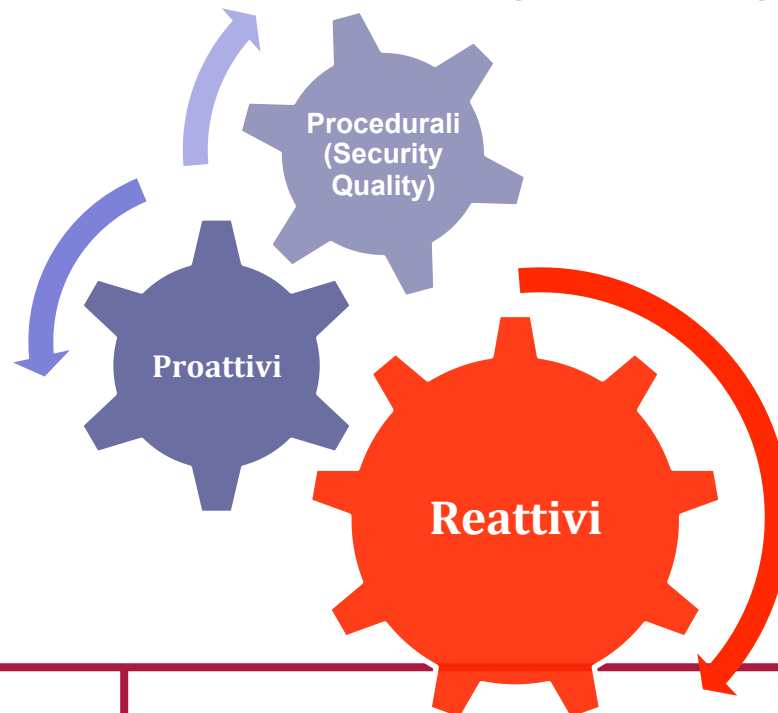 Procedurali
(Security
Quality)
Proattivi
Reattivi